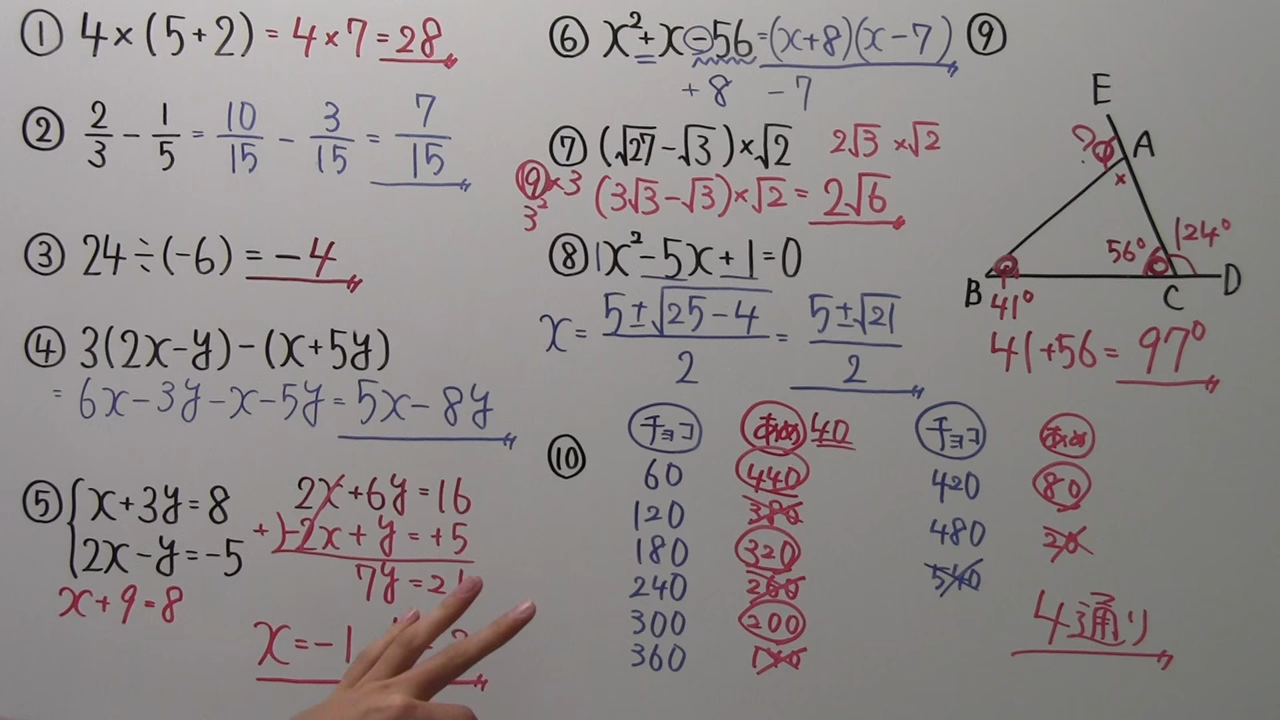 ① 4×(5+2)=4×7=28
② 2/3 - 1/5 = 10/15 - 3/15 = 7/15
③ 24÷(-6)=-4
④ 3(2x-y)-(x+5y)
=6x-3y-x-5y=5x-8y
⑤ { x+3y=8
2x-y=-5
x+9=8
2x+6y=16
+)-2x+y=+5
7y=21
x=-1
⑥ x²+x-56=(x+8)(x-7)
+8 -7
⑦ (√27-√3)×√2 2√3×√2
9×3 (3√3-√3)×√2=2√6
3²
⑧ 1x²-5x+1=0
x= (5±√25-4)/2 = (5±√21)/2
⑨
E
? A
×
56° 124°
B 41° C D
41+56=97°
⑩
チョコ あめ 40
60 440
120 380
180 320
240 260
300 200
360 140
チョコ あめ
420 80
480 20
540
4通り